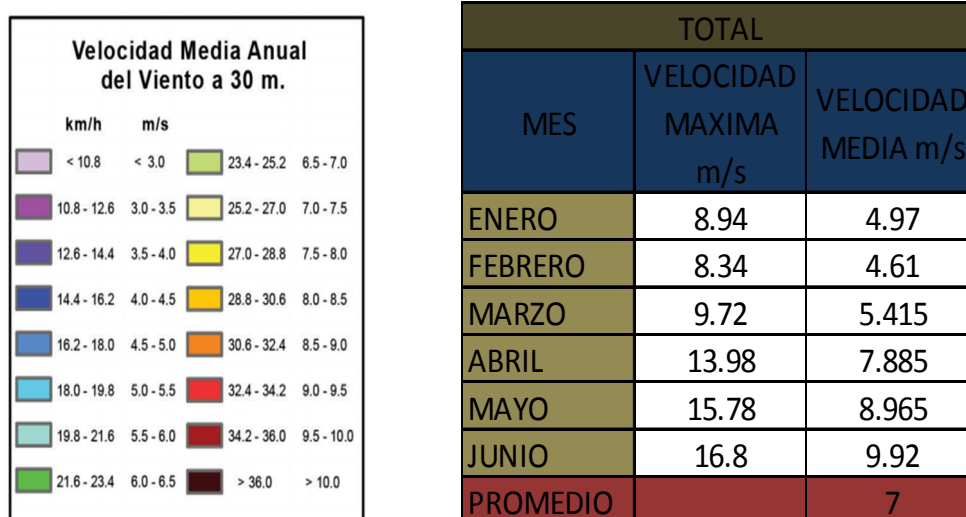 Velocidad Media Anual
del Viento a 30 m.
km/h m/s
< 10.8 < 3.0 23.4 - 25.2 6.5 - 7.0
10.8 - 12.6 3.0 - 3.5 25.2 - 27.0 7.0 - 7.5
12.6 - 14.4 3.5 - 4.0 27.0 - 28.8 7.5 - 8.0
14.4 - 16.2 4.0 - 4.5 28.8 - 30.6 8.0 - 8.5
16.2 - 18.0 4.5 - 5.0 30.6 - 32.4 8.5 - 9.0
18.0 - 19.8 5.0 - 5.5 32.4 - 34.2 9.0 - 9.5
19.8 - 21.6 5.5 - 6.0 34.2 - 36.0 9.5 - 10.0
21.6 - 23.4 6.0 - 6.5 > 36.0 > 10.0
TOTAL
MES
VELOCIDAD
MAXIMA
m/s
VELOCIDAD
MEDIA m/s
ENERO 8.94 4.97
FEBRERO 8.34 4.61
MARZO 9.72 5.415
ABRIL 13.98 7.885
MAYO 15.78 8.965
JUNIO 16.8 9.92
PROMEDIO 7